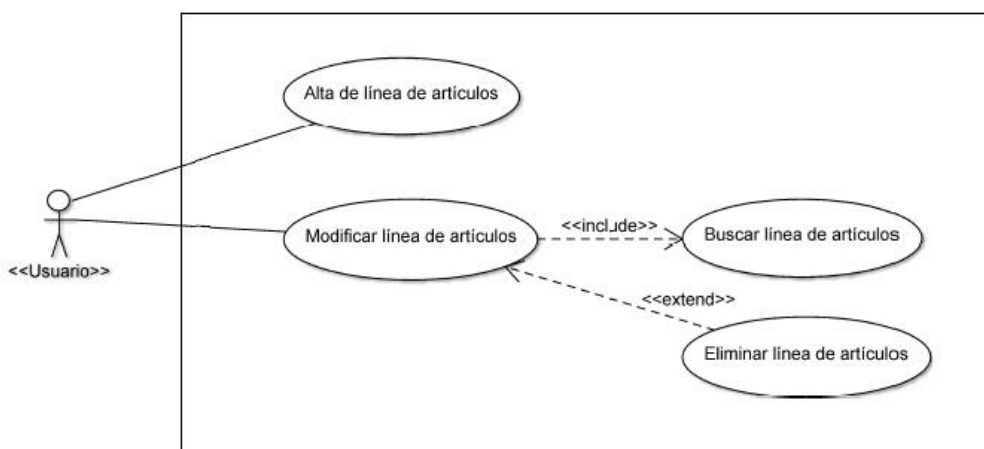 Alta de línea de artículos
<<Usuario>>
Modificar línea de artículos
<<include>>
Buscar línea de artículos
<<extend>>
Eliminar línea de artículos